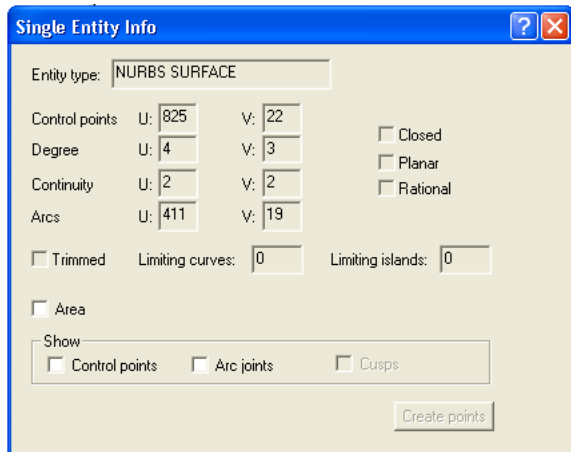 Single Entity Info
Entity type: NURBS SURFACE
Control points U: 825 V: 22
Closed
Degree U: 4 V: 3
Planar
Continuity U: 2 V: 2
Rational
Arcs U: 411 V: 19
Trimmed Limiting curves: 0 Limiting islands: 0
Area
Show
Control points Arc joints Cusps
Create points